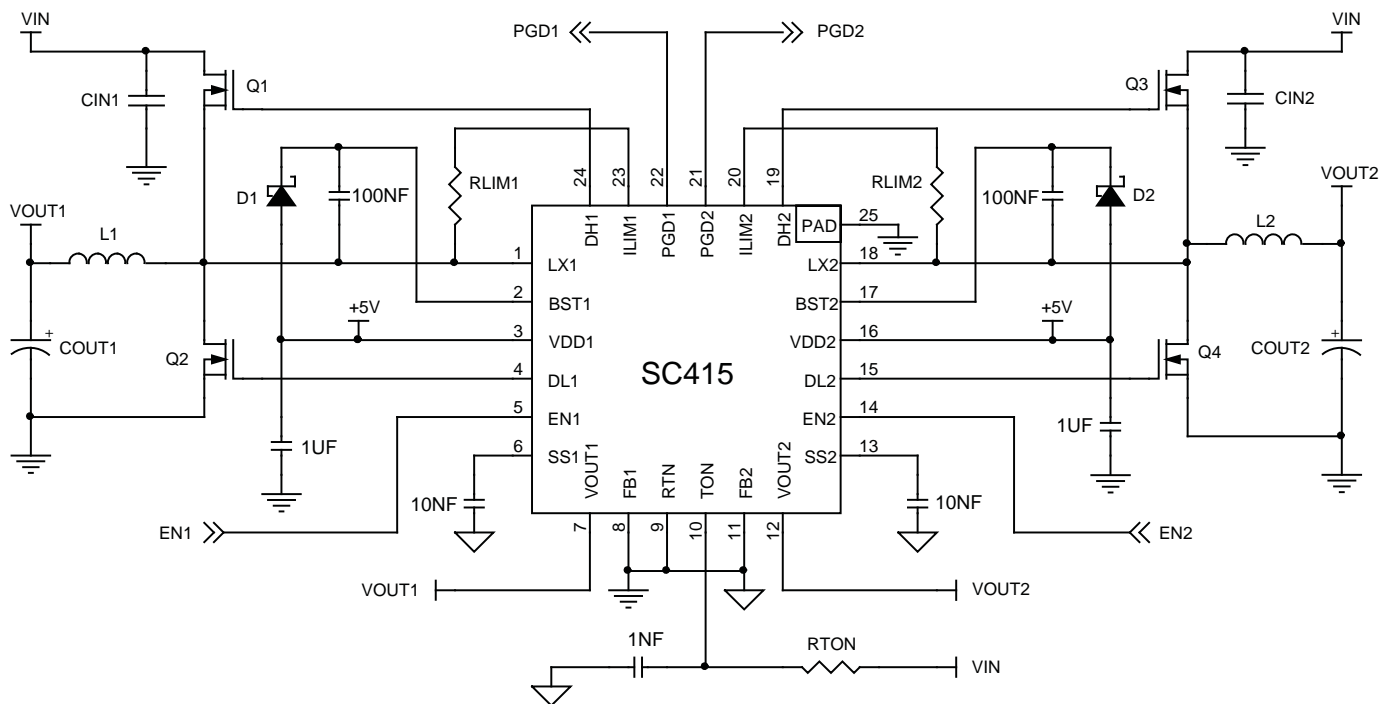 VIN
PGD1
PGD2
VIN
Q1
Q3
CIN1
CIN2
24
23
22
21
20
19
RLIM1
RLIM2
D1
100NF
100NF
D2
VOUT1
VOUT2
DH1
ILIM1
PGD1
PGD2
ILIM2
DH2
PAD
25
L1
L2
1
LX1
LX2
18
2
BST1
BST2
17
+5V
+5V
3
VDD1
VDD2
16
+
COUT1
Q2
Q4
COUT2
+
4
DL1
SC415
DL2
15
5
EN1
EN2
14
1UF
1UF
6
SS1
SS2
13
VOUT1
FB1
RTN
TON
FB2
VOUT2
10NF
10NF
EN1
EN2
7
8
9
10
11
12
VOUT1
VOUT2
1NF
RTON
VIN